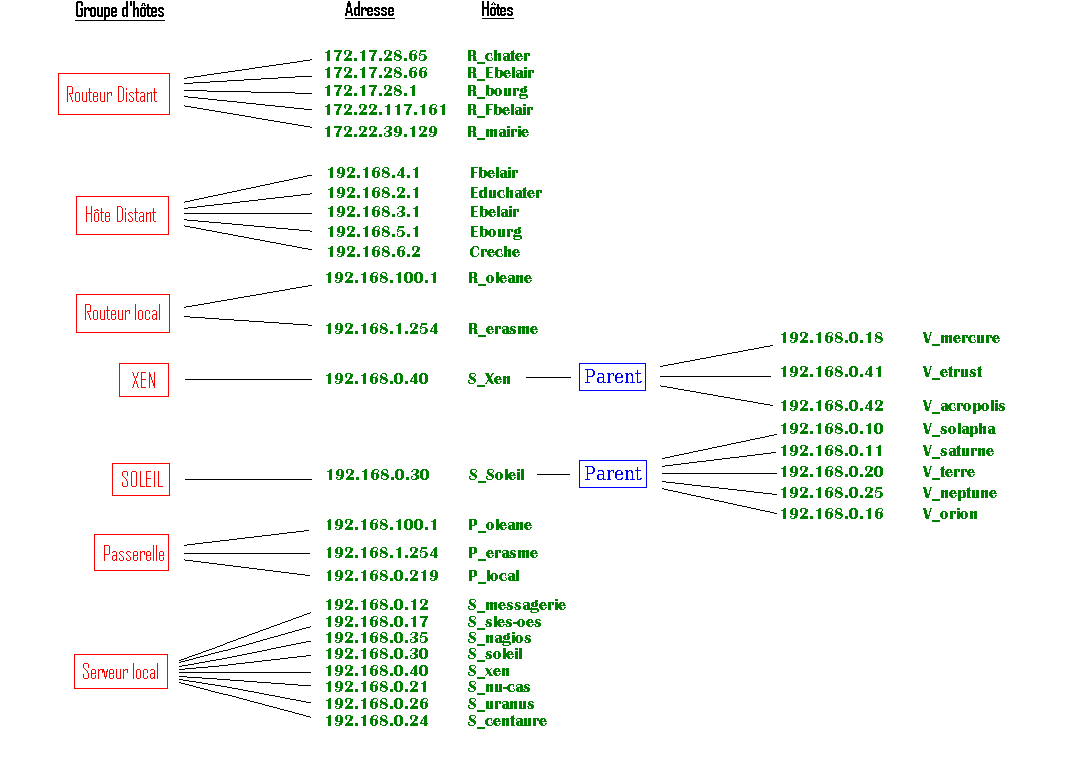 Groupe d'hôtes Adresse Hôtes
172.17.28.65 R_chater
172.17.28.66 R_Ebelair
Routeur Distant 172.17.28.1 R_bourg
172.22.117.161 R_Fbelair
172.22.39.129 R_mairie
192.168.4.1 Fbelair
192.168.2.1 Educhater
Hôte Distant 192.168.3.1 Ebelair
192.168.5.1 Ebourg
192.168.6.2 Creche
192.168.100.1 R_oleane
Routeur local
192.168.1.254 R_erasme
192.168.0.18 V_mercure
XEN 192.168.0.40 S_Xen Parent 192.168.0.41 V_etrust
192.168.0.42 V_acropolis
192.168.0.10 V_solapha
192.168.0.11 V_saturne
SOLEIL 192.168.0.30 S_Soleil Parent 192.168.0.20 V_terre
192.168.0.25 V_neptune
192.168.0.16 V_orion
192.168.100.1 P_oleane
Passerelle 192.168.1.254 P_erasme
192.168.0.219 P_local
192.168.0.12 S_messagerie
192.168.0.17 S_sles-oes
192.168.0.35 S_nagios
192.168.0.30 S_soleil
Serveur local 192.168.0.40 S_xen
192.168.0.21 S_nu-cas
192.168.0.26 S_uranus
192.168.0.24 S_centaure